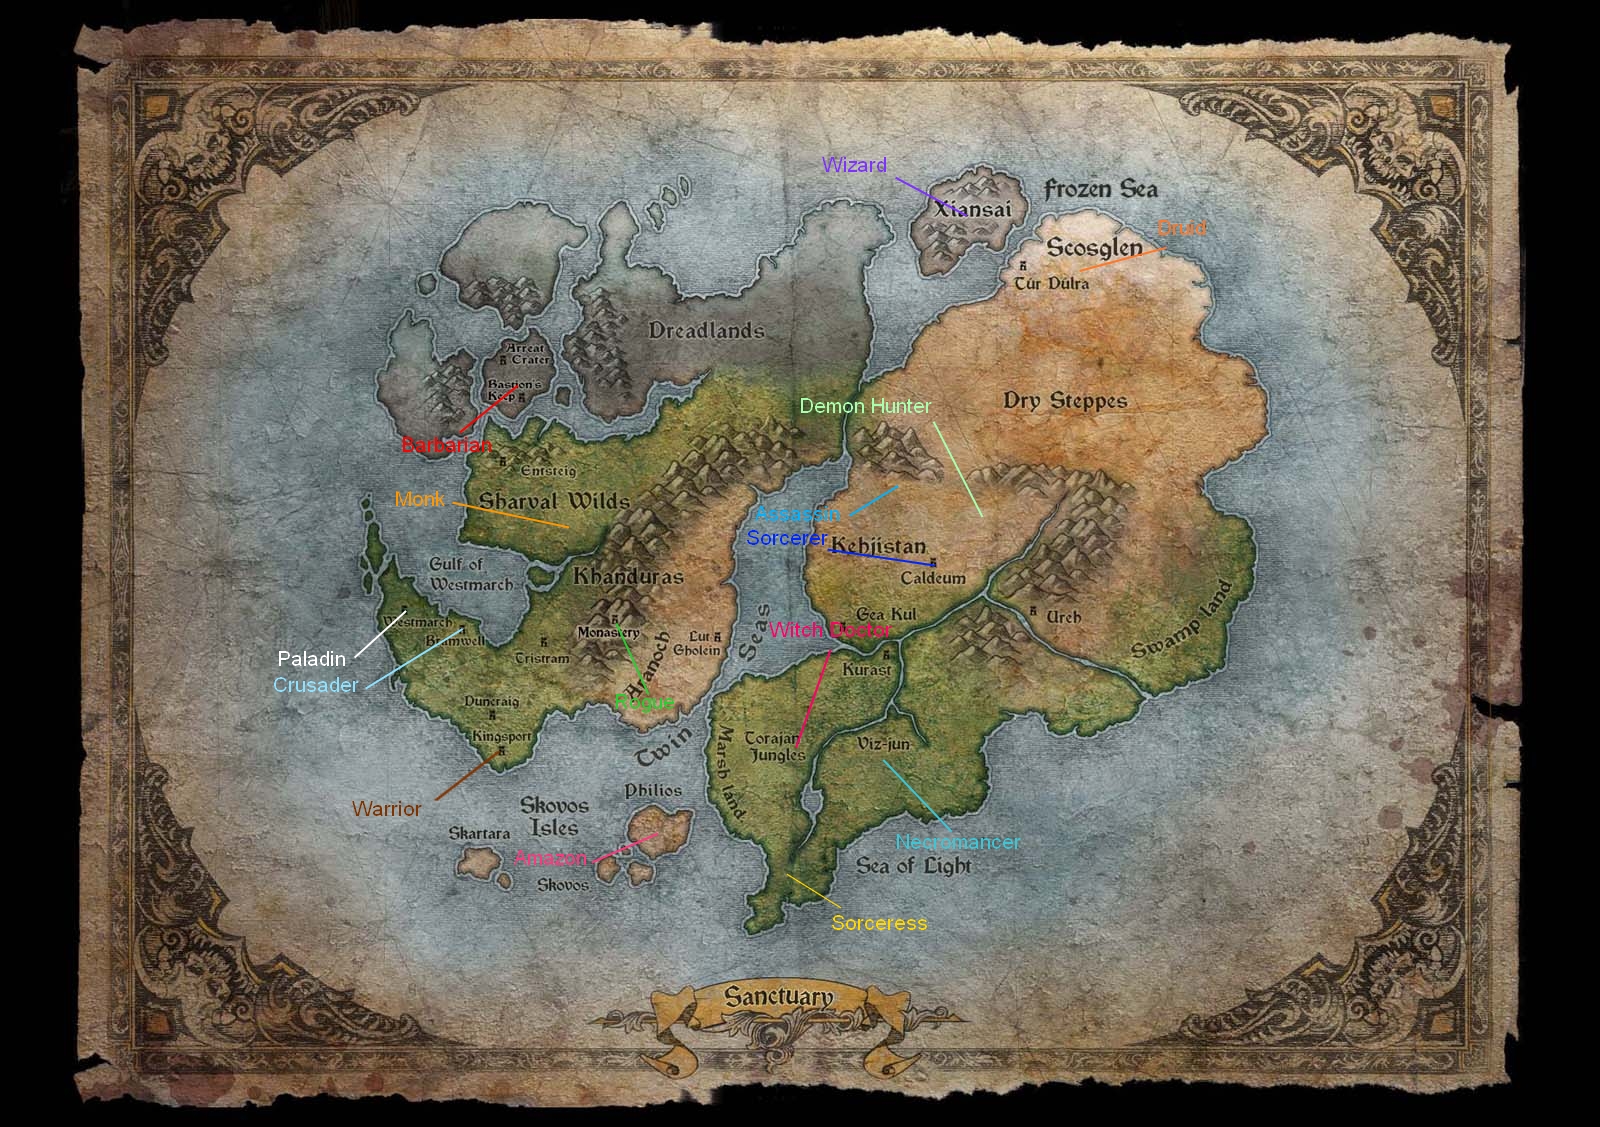 Wizard
Xiansai
Frozen Sea
Druid
Scosglen
Túr Dúlra
Dreadlands
Arreat
Crater
Bastion's
Keep
Barbarian
Demon Hunter
Dry Steppes
Entsteig
Sharval Wilds
Monk
Assassin
Sorcerer
Kehjistan
Caldeum
Gulf of
Westmarch
Khanduras
Westmarch
Bramwell
Monastery
Tristram
Lut
Gholein
Aranoch
Gea Kul
Ureh
Swamp land
Witch Doctor
Kurast
Paladin
Crusader
Rogue
Duncraig
Kingsport
Twin
Seas
Marsh land
Torajan
Jungles
Viz-jun
Warrior
Philios
Skovos
Isles
Skartara
Amazon
Skovos
Necromancer
Sea of Light
Sorceress
Sanctuary